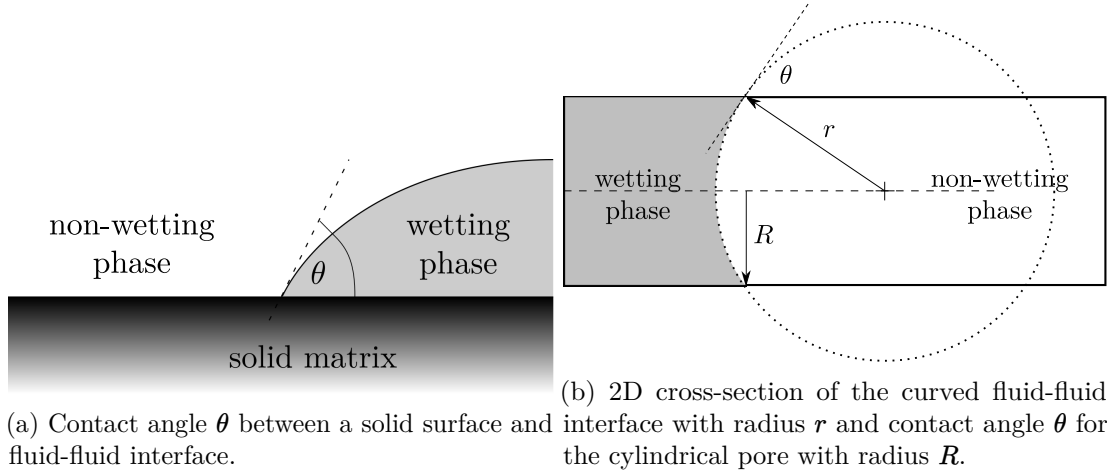 non-wetting
phase
wetting
phase
θ
solid matrix
(a) Contact angle θ between a solid surface and
fluid-fluid interface.
θ
r
wetting
phase
non-wetting
phase
R
(b) 2D cross-section of the curved fluid-fluid
interface with radius r and contact angle θ for
the cylindrical pore with radius R.